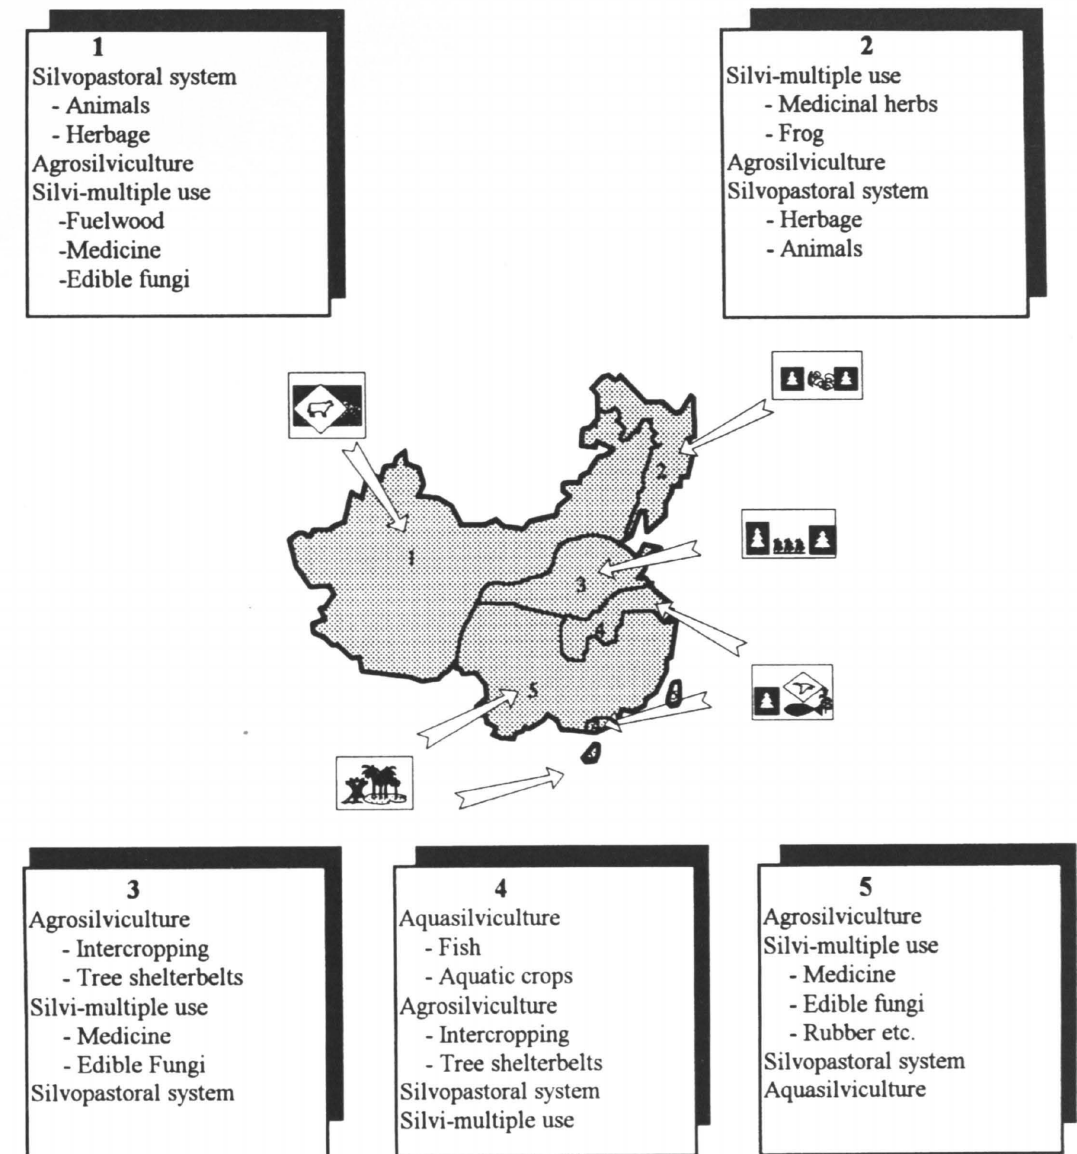 1
Silvopastoral system
- Animals
- Herbage
Agrosilviculture
Silvi-multiple use
-Fuelwood
-Medicine
-Edible fungi
2
Silvi-multiple use
- Medicinal herbs
- Frog
Agrosilviculture
Silvopastoral system
- Herbage
- Animals
2
1
3
4
5
3
Agrosilviculture
- Intercropping
- Tree shelterbelts
Silvi-multiple use
- Medicine
- Edible Fungi
Silvopastoral system
4
Aquasilviculture
- Fish
- Aquatic crops
Agrosilviculture
- Intercropping
- Tree shelterbelts
Silvopastoral system
Silvi-multiple use
5
Agrosilviculture
Silvi-multiple use
- Medicine
- Edible fungi
- Rubber etc.
Silvopastoral system
Aquasilviculture